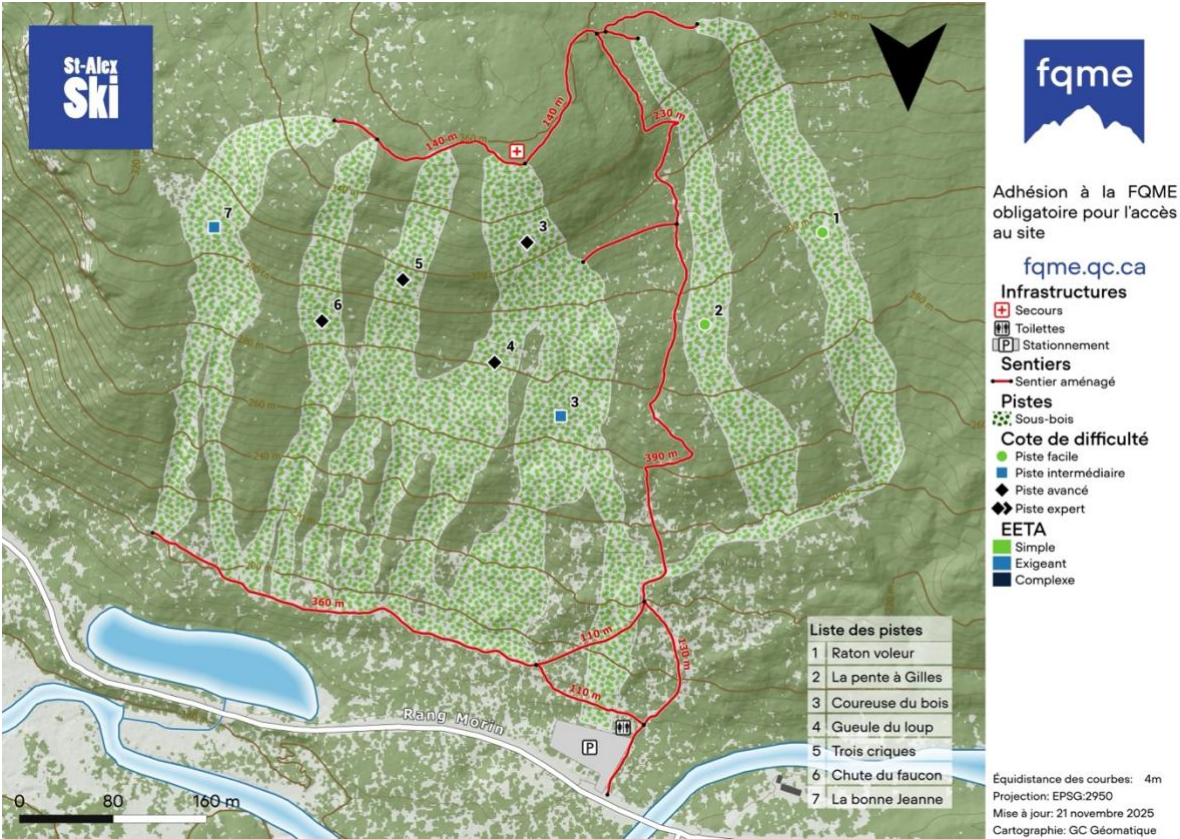 St-Alex
Ski
340 m
140 m
230 m
140 m
360 m
7
3
1
5
6
2
4
3
280 m
260 m
240 m
390 m
360 m
110 m
130 m
110 m
Rang Morin
P
0 80 160 m
Liste des pistes
1 Raton voleur
2 La pente à Gilles
3 Coureuse du bois
4 Gueule du loup
5 Trois criques
6 Chute du faucon
7 La bonne Jeanne
fqme
Adhésion à la FQME
obligatoire pour l'accès
au site
fqme.qc.ca
Infrastructures
Secours
Toilettes
P Stationnement
Sentiers
Sentier aménagé
Pistes
Sous-bois
Cote de difficulté
Piste facile
Piste intermédiaire
Piste avancé
Piste expert
EETA
Simple
Exigeant
Complexe
Équidistance des courbes: 4m
Projection: EPSG:2950
Mise à jour: 21 novembre 2025
Cartographie: GC Géomatique